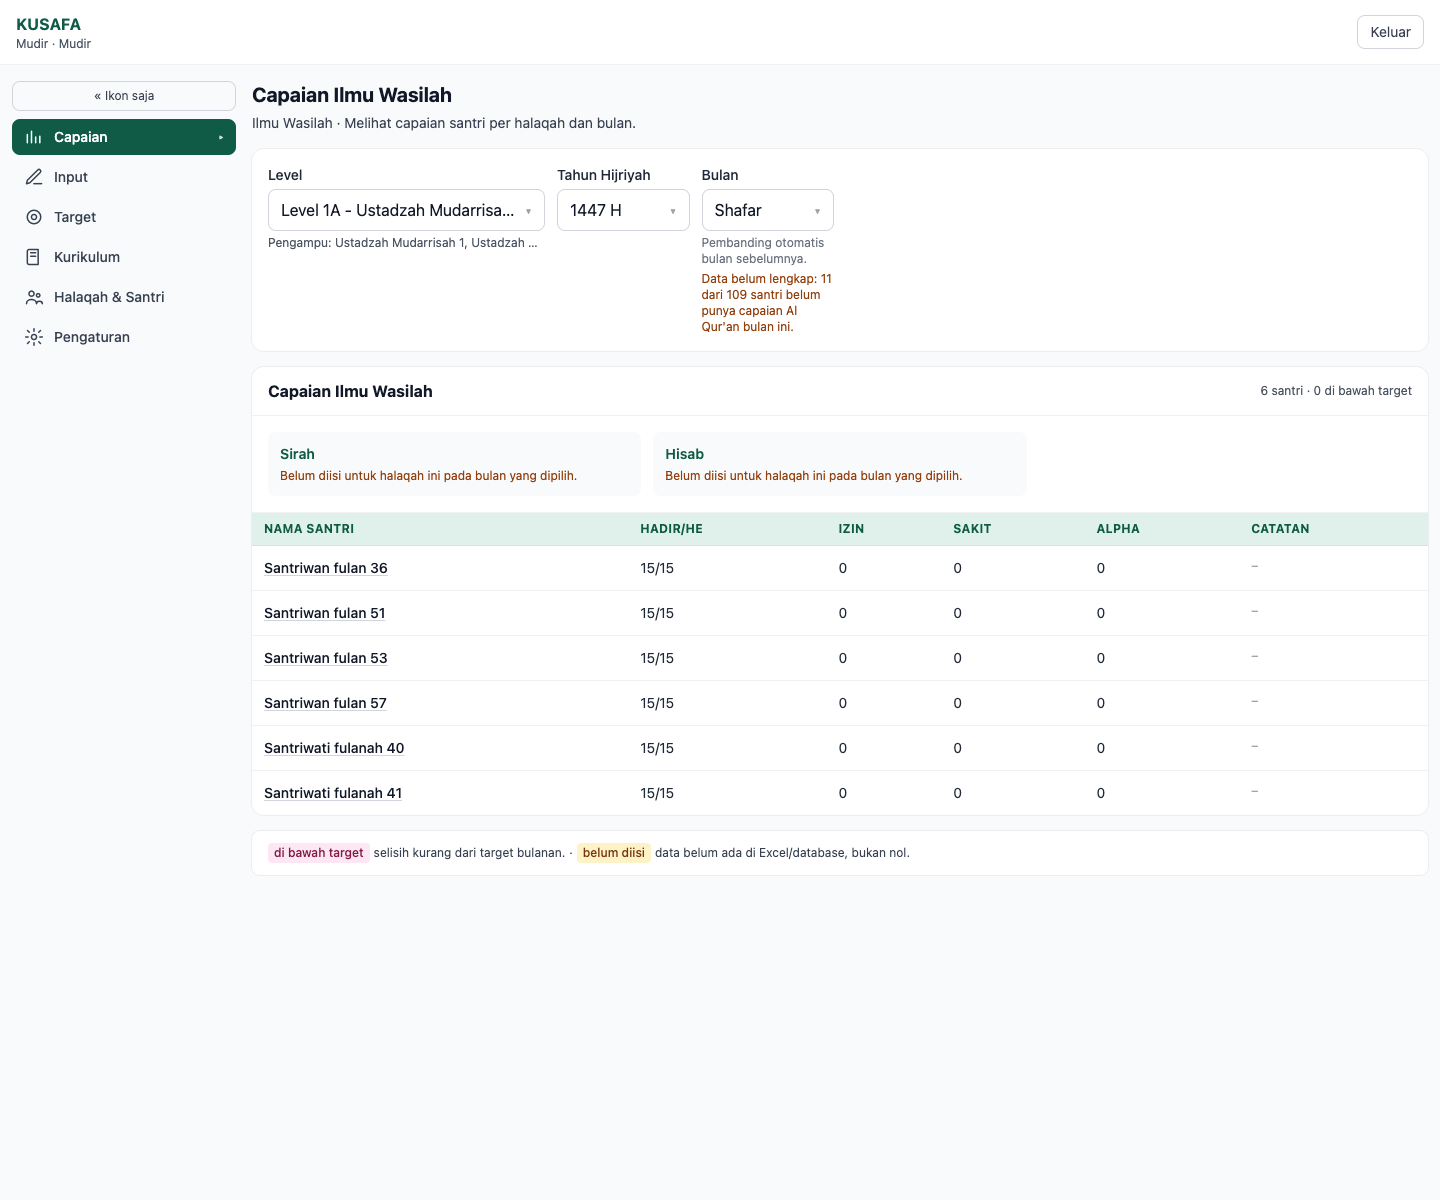 KUSAFA
Mudir · Mudir
Keluar
« Ikon saja
Capaian
Input
Target
Kurikulum
Halaqah & Santri
Pengaturan
Capaian Ilmu Wasilah
Ilmu Wasilah · Melihat capaian santri per halaqah dan bulan.
Level
Level 1A - Ustadzah Mudarrisa...
Pengampu: Ustadzah Mudarrisah 1, Ustadzah ...
Tahun Hijriyah
1447 H
Bulan
Shafar
Pembanding otomatis
bulan sebelumnya.
Data belum lengkap: 11
dari 109 santri belum
punya capaian Al
Qur'an bulan ini.
Capaian Ilmu Wasilah
6 santri · 0 di bawah target
Sirah
Belum diisi untuk halaqah ini pada bulan yang dipilih.
Hisab
Belum diisi untuk halaqah ini pada bulan yang dipilih.
NAMA SANTRI HADIR/HE IZIN SAKIT ALPHA CATATAN
Santriwan fulan 36 15/15 0 0 0 –
Santriwan fulan 51 15/15 0 0 0 –
Santriwan fulan 53 15/15 0 0 0 –
Santriwan fulan 57 15/15 0 0 0 –
Santriwati fulanah 40 15/15 0 0 0 –
Santriwati fulanah 41 15/15 0 0 0 –
di bawah target selisih kurang dari target bulanan. · belum diisi data belum ada di Excel/database, bukan nol.